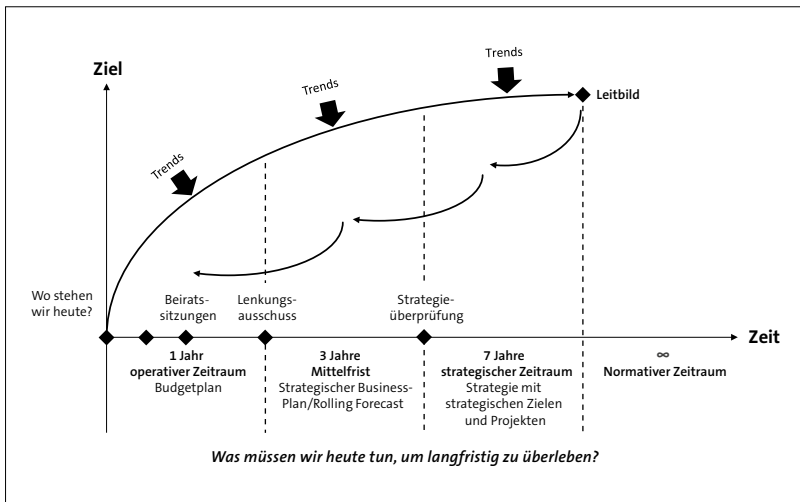 Trends
Trends
Trends
Ziel
Leitbild
Wo stehen
wir heute?
Beirats-
sitzungen
Lenkungs-
ausschuss
Strategie-
überprüfung
Zeit
1 Jahr
operativer Zeitraum
Budgetplan
3 Jahre
Mittelfrist
Strategischer Business-
Plan/Rolling Forecast
7 Jahre
strategischer Zeitraum
Strategie mit
strategischen Zielen
und Projekten
∞
Normativer Zeitraum
Was müssen wir heute tun, um langfristig zu überleben?